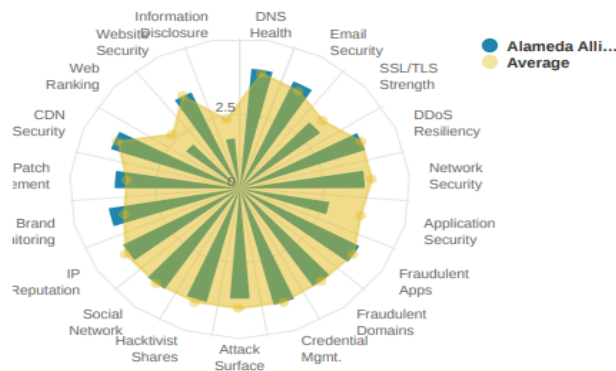 Information
Disclosure
DNS
Health
Email
Security
SSL/TLS
Strength
DDoS
Resiliency
Network
Security
Application
Security
Fraudulent
Apps
Fraudulent
Domains
Credential
Mgmt.
Attack
Surface
Hacktivist
Shares
Social
Network
IP
Reputation
Brand
nitoring
Patch
ement
CDN
Security
Web
Ranking
Website
Security
2.5
0
Alameda Alli...
Average